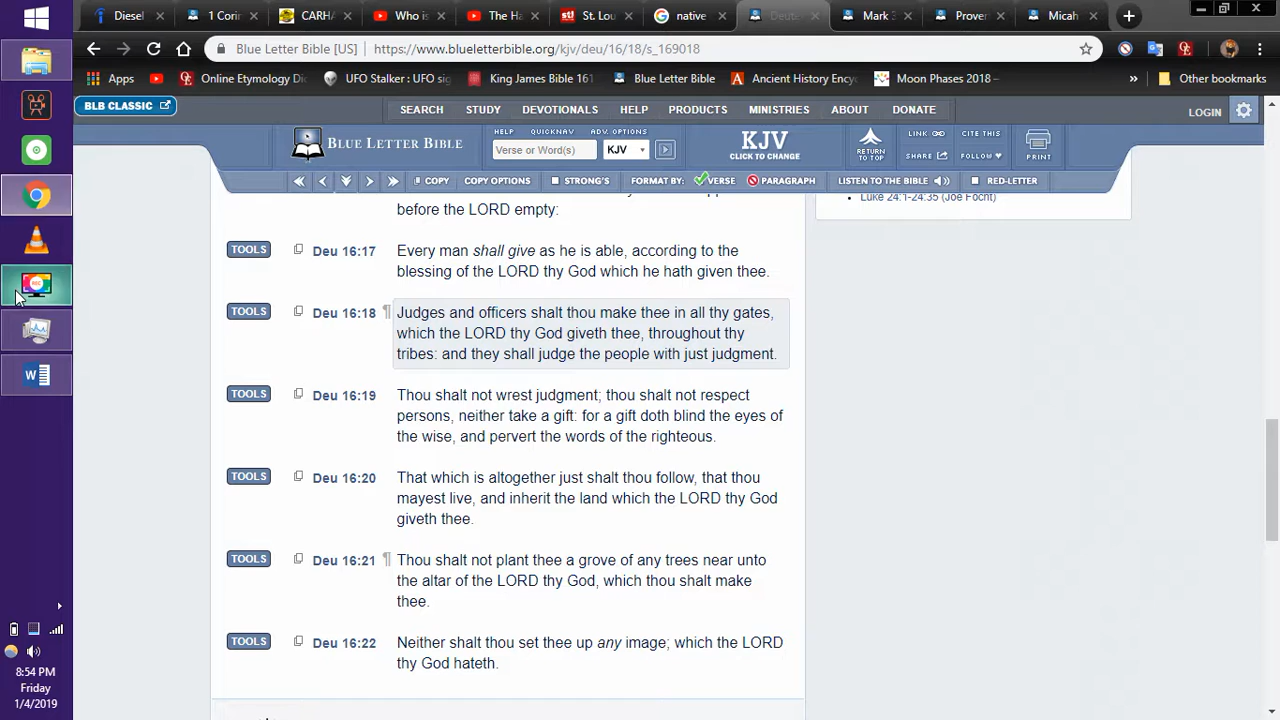 Diesel
1 Corin
CARHA
Who is
The Ha
St. Lou
native
Deute
Mark 3
Prover
Micah
Blue Letter Bible [US] | https://www.blueletterbible.org/kjv/deu/16/18/s_169018
Apps
Online Etymology Dic
UFO Stalker : UFO sig
King James Bible 161
Blue Letter Bible
Ancient History Ency
Moon Phases 2018 –
»
Other bookmarks
BLB CLASSIC
SEARCH STUDY DEVOTIONALS HELP PRODUCTS MINISTRIES ABOUT DONATE
LOGIN
BLUE LETTER BIBLE
HELP QUICKNAV ADV. OPTIONS
Verse or Word(s) KJV
KJV
CLICK TO CHANGE
RETURN
TO TOP
LINK
CITE THIS
SHARE
FOLLOW
PRINT
COPY COPY OPTIONS STRONG'S FORMAT BY: VERSE PARAGRAPH LISTEN TO THE BIBLE RED-LETTER
Luke 24:1-24:35 (Joe Focht)
before the LORD empty:
TOOLS Deu 16:17 Every man shall give as he is able, according to the
blessing of the LORD thy God which he hath given thee.
TOOLS Deu 16:18 ¶ Judges and officers shalt thou make thee in all thy gates,
which the LORD thy God giveth thee, throughout thy
tribes: and they shall judge the people with just judgment.
TOOLS Deu 16:19 Thou shalt not wrest judgment; thou shalt not respect
persons, neither take a gift: for a gift doth blind the eyes of
the wise, and pervert the words of the righteous.
TOOLS Deu 16:20 That which is altogether just shalt thou follow, that thou
mayest live, and inherit the land which the LORD thy God
giveth thee.
TOOLS Deu 16:21 ¶ Thou shalt not plant thee a grove of any trees near unto
the altar of the LORD thy God, which thou shalt make
thee.
TOOLS Deu 16:22 Neither shalt thou set thee up any image; which the LORD
thy God hateth.
8:54 PM
Friday
1/4/2019